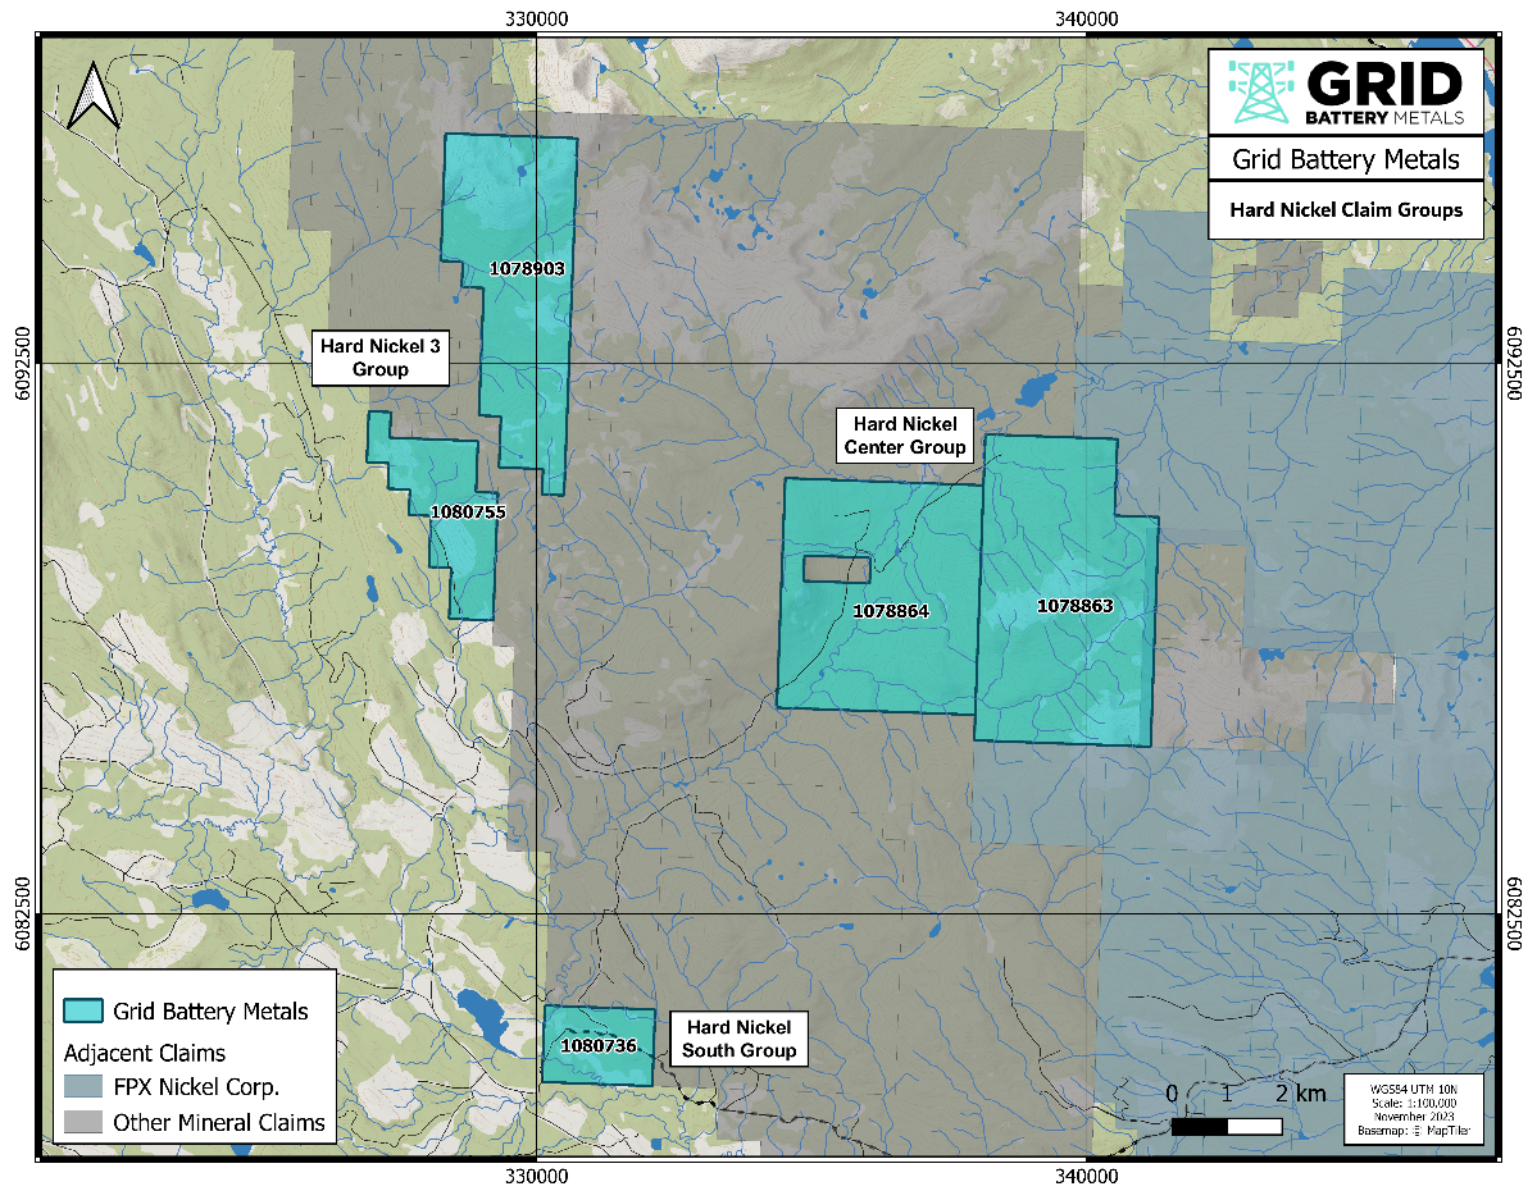 330000
340000
GRID
BATTERY METALS
Grid Battery Metals
Hard Nickel Claim Groups
1078903
Hard Nickel 3
Group
6092500
6092500
Hard Nickel
Center Group
1080755
1078864
1078863
6082500
6082500
Grid Battery Metals
Adjacent Claims
FPX Nickel Corp.
Other Mineral Claims
1080736
Hard Nickel
South Group
0 1 2 km
WGS84 UTM 10N
Scale: 1:100,000
November 2023
Basemap: © MapTiler
330000
340000